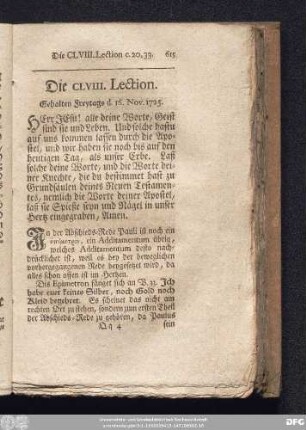 Die CLVIII. Lection c. 20, 33. 615
Die CLVIII. Lection.
Gehalten Freytags d. 16. Nov. 1725.
HErr JEsu! alle deine Worte, Geist
sind sie und Leben. Und solche hastu
auf uns kommen lassen durch die Apo-
stel, und wir haben sie noch bis auf den
heutigen Tag, als unser Erbe. Laß
solche deine Worte, und die Worte dei-
ner Knechte, die du bestimmet hast zu
Grundsäulen deines Neuen Testamen-
tes, nemlich die Worte deiner Apostel,
laß sie Spiesse seyn und Nägel in unser
Hertz eingegraben, Amen.
In der Abschieds-Rede Pauli ist noch ein
ein Additamentum übrig,
welches Additamentum desto nach-
drücklicher ist, weil es bey der beweglichen
vorhergegangenen Rede beygesetzet wird, da
alles schon offen ist im Hertzen.
Dis Epimetron fänget sich an V. 33. Ich
habe euer keines Silber, noch Gold noch
Kleid begehret. Es scheinet das nicht am
rechten Ort zu stehen, sondern zum ersten Theil
der Abschieds-Rede zu gehören, da Paulus
Qq 4 sein